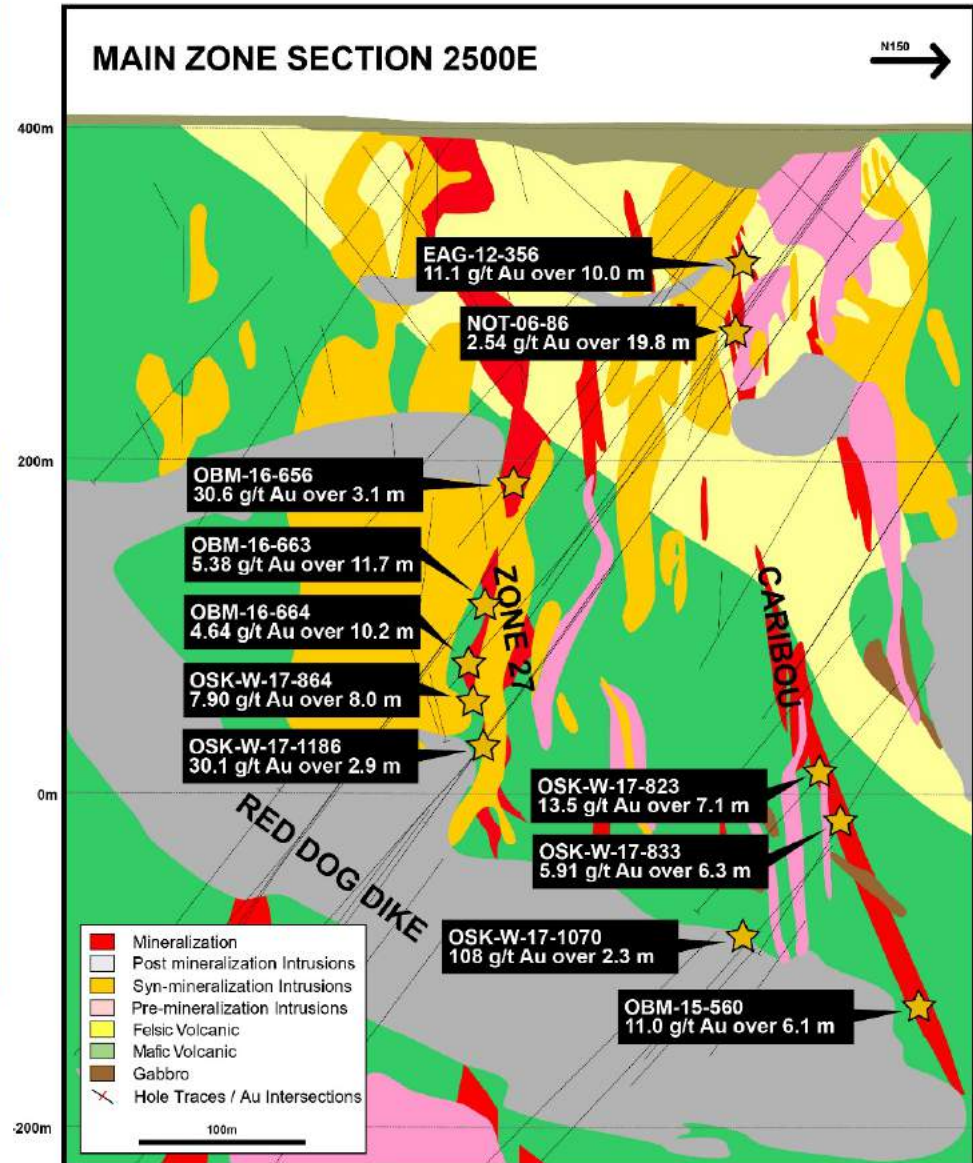 MAIN ZONE SECTION 2500E
N150
400m
EAG-12-356
11.1 g/t Au over 10.0 m
NOT-06-86
2.54 g/t Au over 19.8 m
200m
OBM-16-656
30.6 g/t Au over 3.1 m
OBM-16-663
5.38 g/t Au over 11.7 m
OBM-16-664
4.64 g/t Au over 10.2 m
OSK-W-17-864
7.90 g/t Au over 8.0 m
OSK-W-17-1186
30.1 g/t Au over 2.9 m
ZONE 27
CARIBOU
0m
OSK-W-17-823
13.5 g/t Au over 7.1 m
OSK-W-17-833
5.91 g/t Au over 6.3 m
RED DOG DIKE
OSK-W-17-1070
108 g/t Au over 2.3 m
OBM-15-560
11.0 g/t Au over 6.1 m
Mineralization
Post mineralization Intrusions
Syn-mineralization Intrusions
Pre-mineralization Intrusions
Felsic Volcanic
Mafic Volcanic
Gabbro
Hole Traces / Au Intersections
100m
-200m